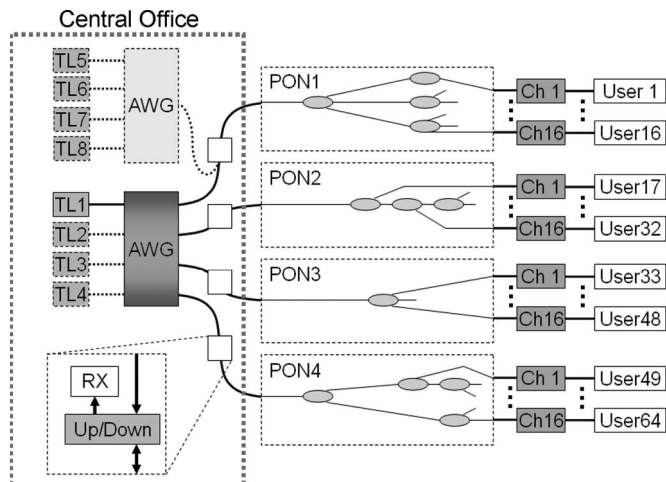 Central Office
TL5
TL6
TL7
TL8
AWG
TL1
TL2
TL3
TL4
AWG
RX
Up/Down
PON1
Ch 1
User 1
Ch16
User16
PON2
Ch 1
User17
Ch16
User32
PON3
Ch 1
User33
Ch16
User48
PON4
Ch 1
User49
Ch16
User64